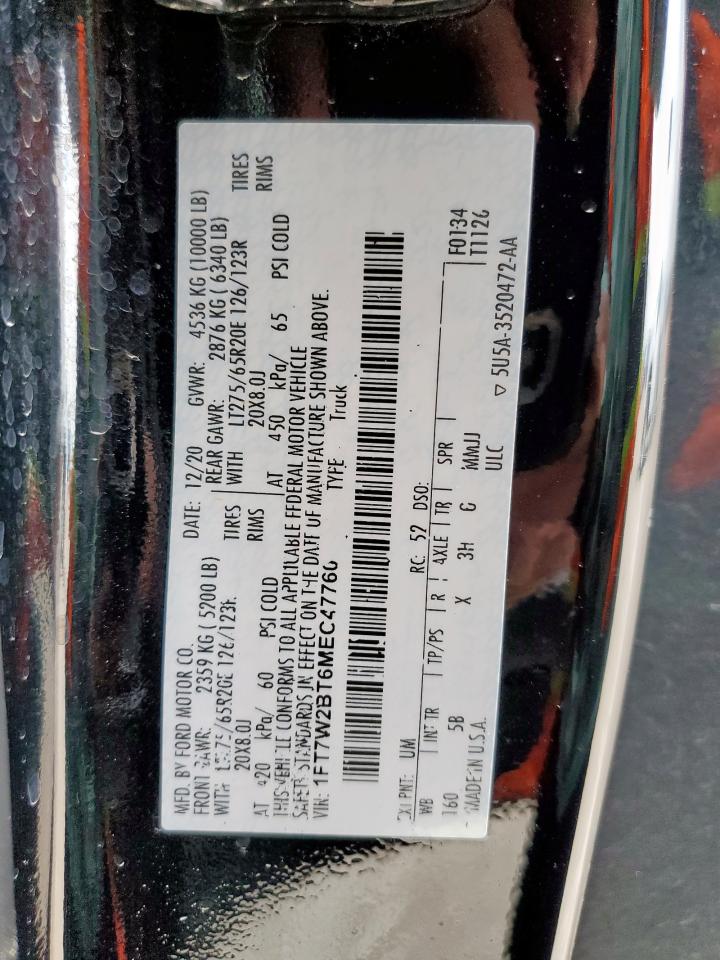 MFD. BY FORD MOTOR CO.
DATE: 12/20 GVWR: 4536 KG (10000 LB)
FRONT GAWR: 2359 KG ( 5200 LB)
REAR GAWR: 2876 KG ( 6340 LB)
WITH LT275/65R20E 126/123R TIRES
WITH LT275/65R20E 126/123R TIRES
20X8.0J RIMS
20X8.0J RIMS
AT 420 kPa/ 60 PSI COLD
AT 450 kPa/ 65 PSI COLD
THIS VEHICLE CONFORMS TO ALL APPLICABLE FEDERAL MOTOR VEHICLE
SAFETY STANDARDS IN EFFECT ON THE DATE OF MANUFACTURE SHOWN ABOVE.
VIN: 1FT7W2BT6MEC47760
TYPE Truck
EXT PNT: UM RC: 52 DSO:
F0134
T1126
WB INT TR TP/PS R AXLE TR SPR
160 5B X 3H G MMJJ
MADE IN U.S.A. ULC
▽ 5U5A-3520472-AA